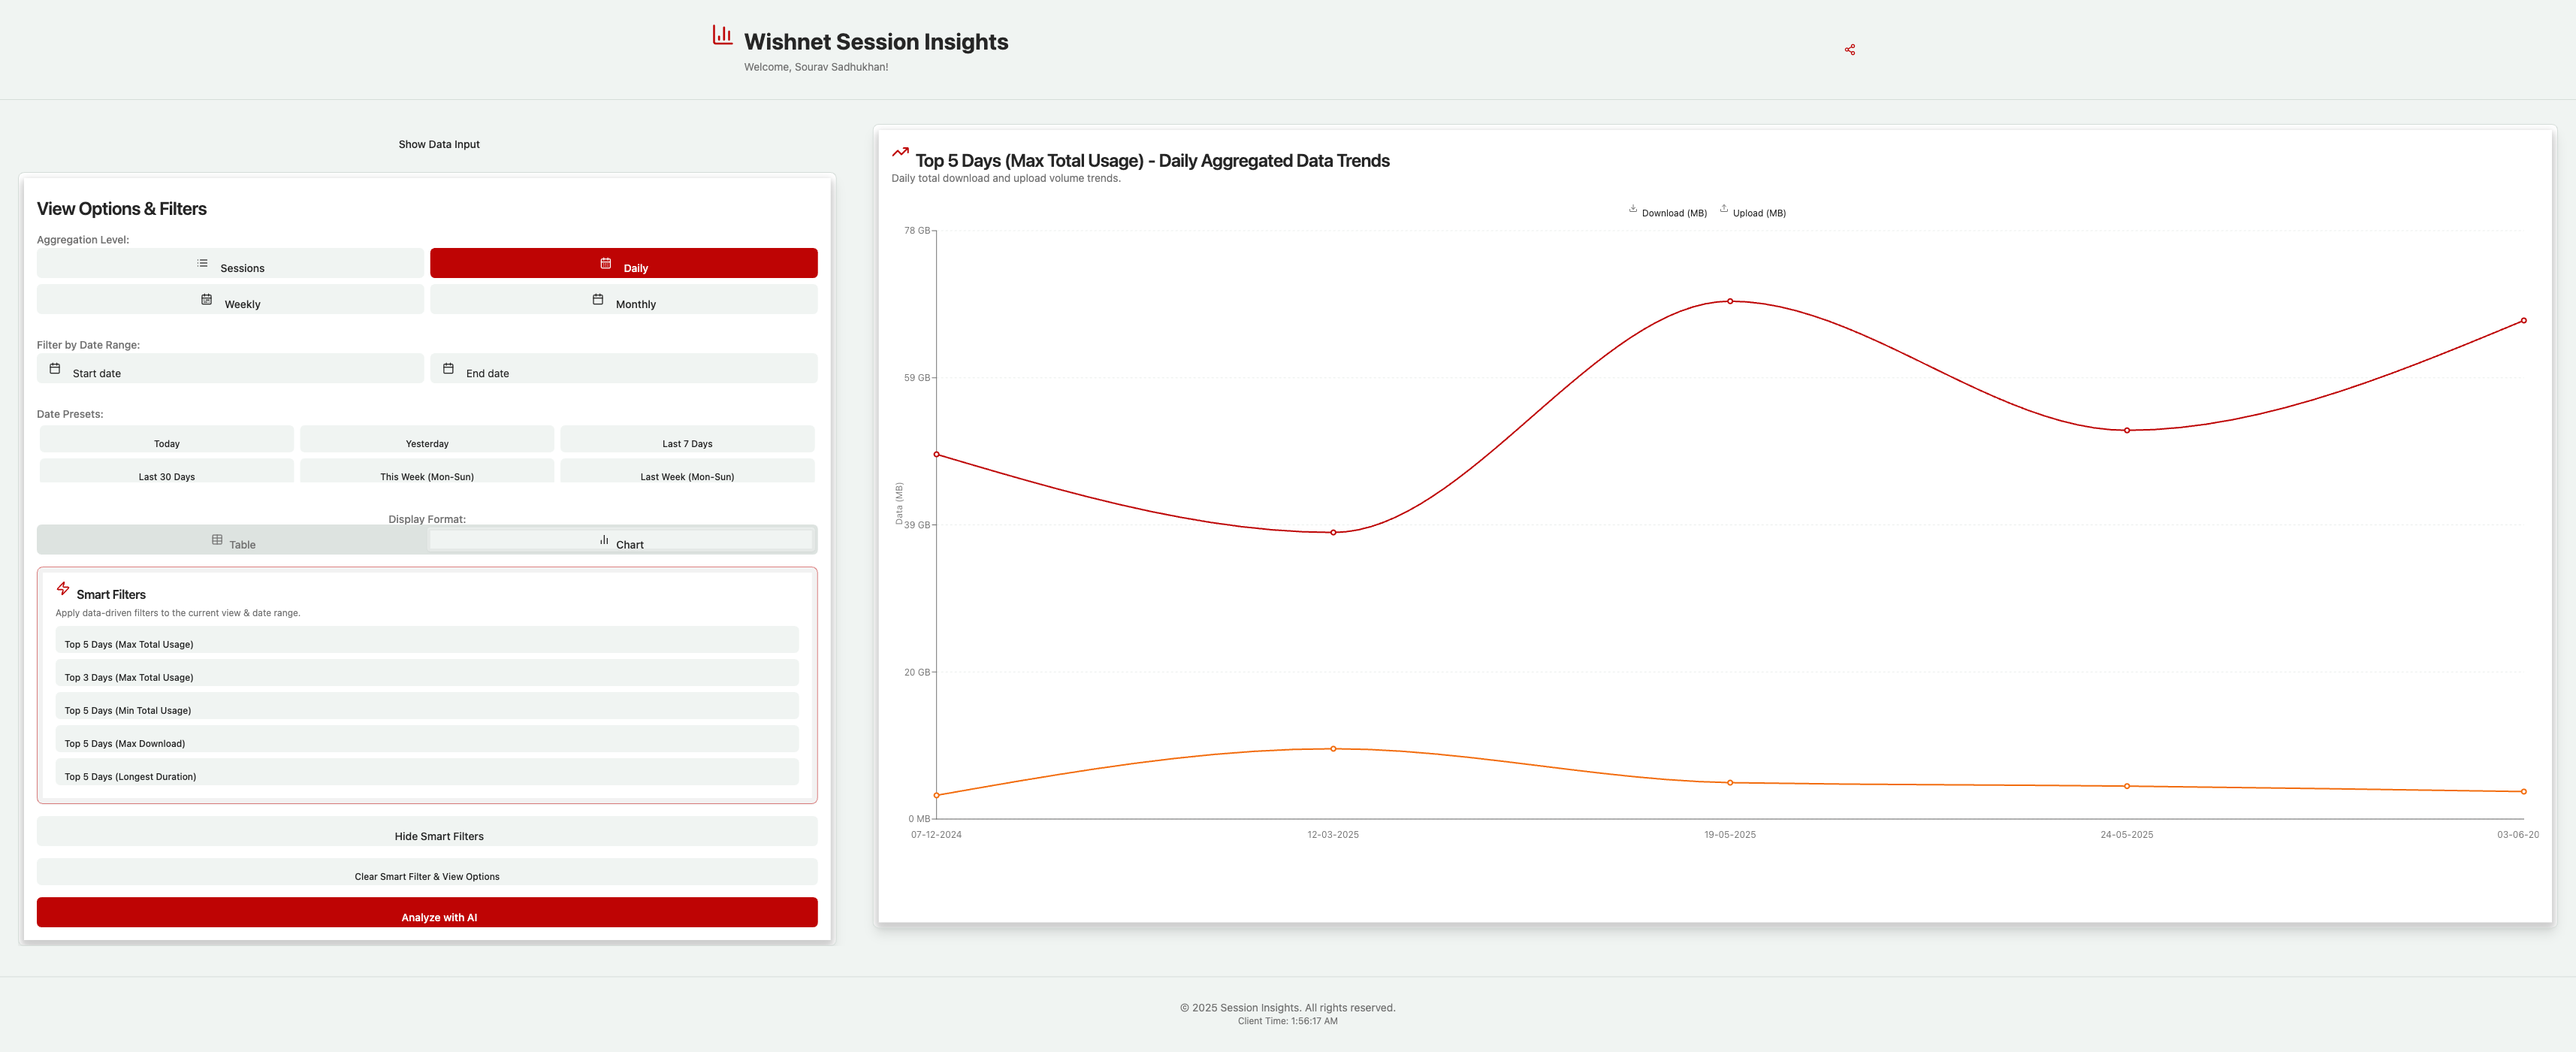 Wishnet Session Insights
Welcome, Sourav Sadhukhan!
Show Data Input
View Options & Filters
Aggregation Level:
Sessions
Daily
Weekly
Monthly
Filter by Date Range:
Start date
End date
Date Presets:
Today
Yesterday
Last 7 Days
Last 30 Days
This Week (Mon-Sun)
Last Week (Mon-Sun)
Display Format:
Table
Chart
Smart Filters
Apply data-driven filters to the current view & date range.
Top 5 Days (Max Total Usage)
Top 3 Days (Max Total Usage)
Top 5 Days (Min Total Usage)
Top 5 Days (Max Download)
Top 5 Days (Longest Duration)
Hide Smart Filters
Clear Smart Filter & View Options
Analyze with AI
Top 5 Days (Max Total Usage) - Daily Aggregated Data Trends
Daily total download and upload volume trends.
Download (MB)
Upload (MB)
78 GB
59 GB
39 GB
20 GB
0 MB
Data (MB)
07-12-2024
12-03-2025
19-05-2025
24-05-2025
03-06-20
© 2025 Session Insights. All rights reserved.
Client Time: 1:56:17 AM